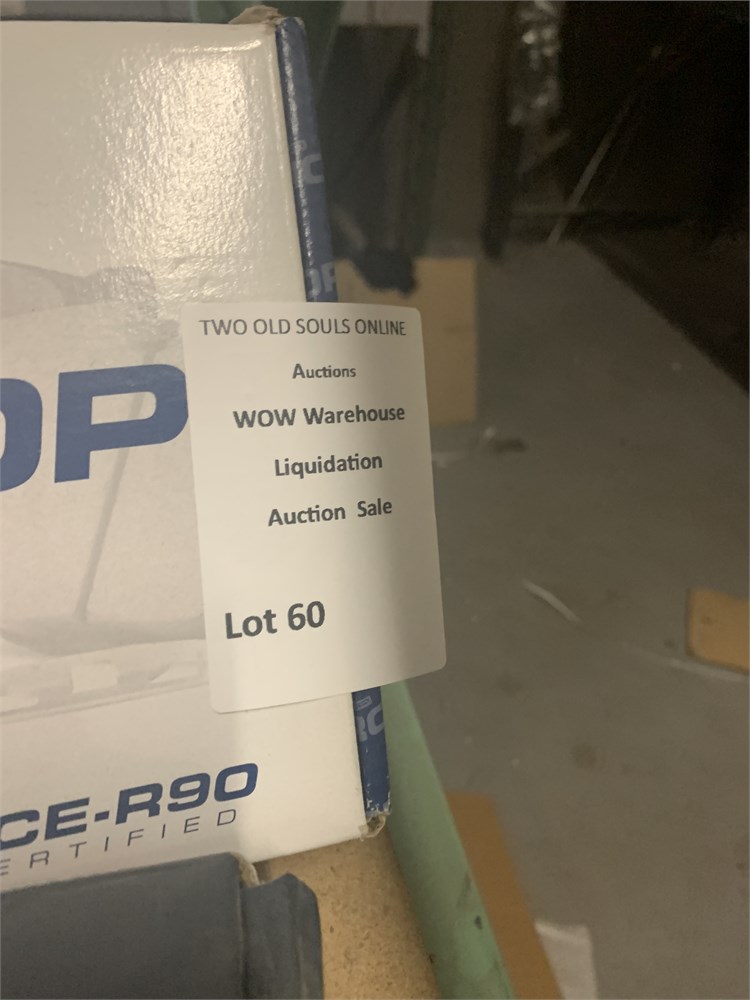 TWO OLD SOULS ONLINE
Auctions
WOW Warehouse
Liquidation
Auction Sale
Lot 60
OP
CE-R90
ERTIFIED